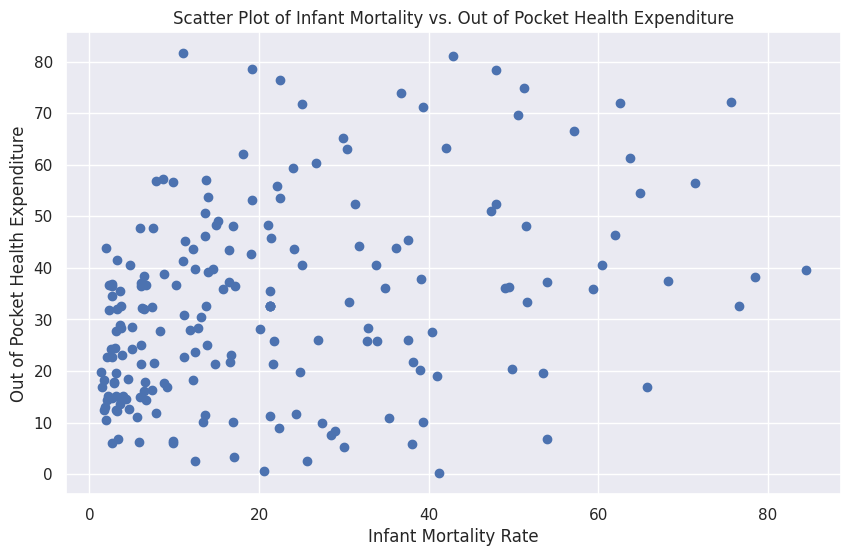 Scatter Plot of Infant Mortality vs. Out of Pocket Health Expenditure
80
70
60
50
40
30
20
10
0
Out of Pocket Health Expenditure
0 20 40 60 80
Infant Mortality Rate